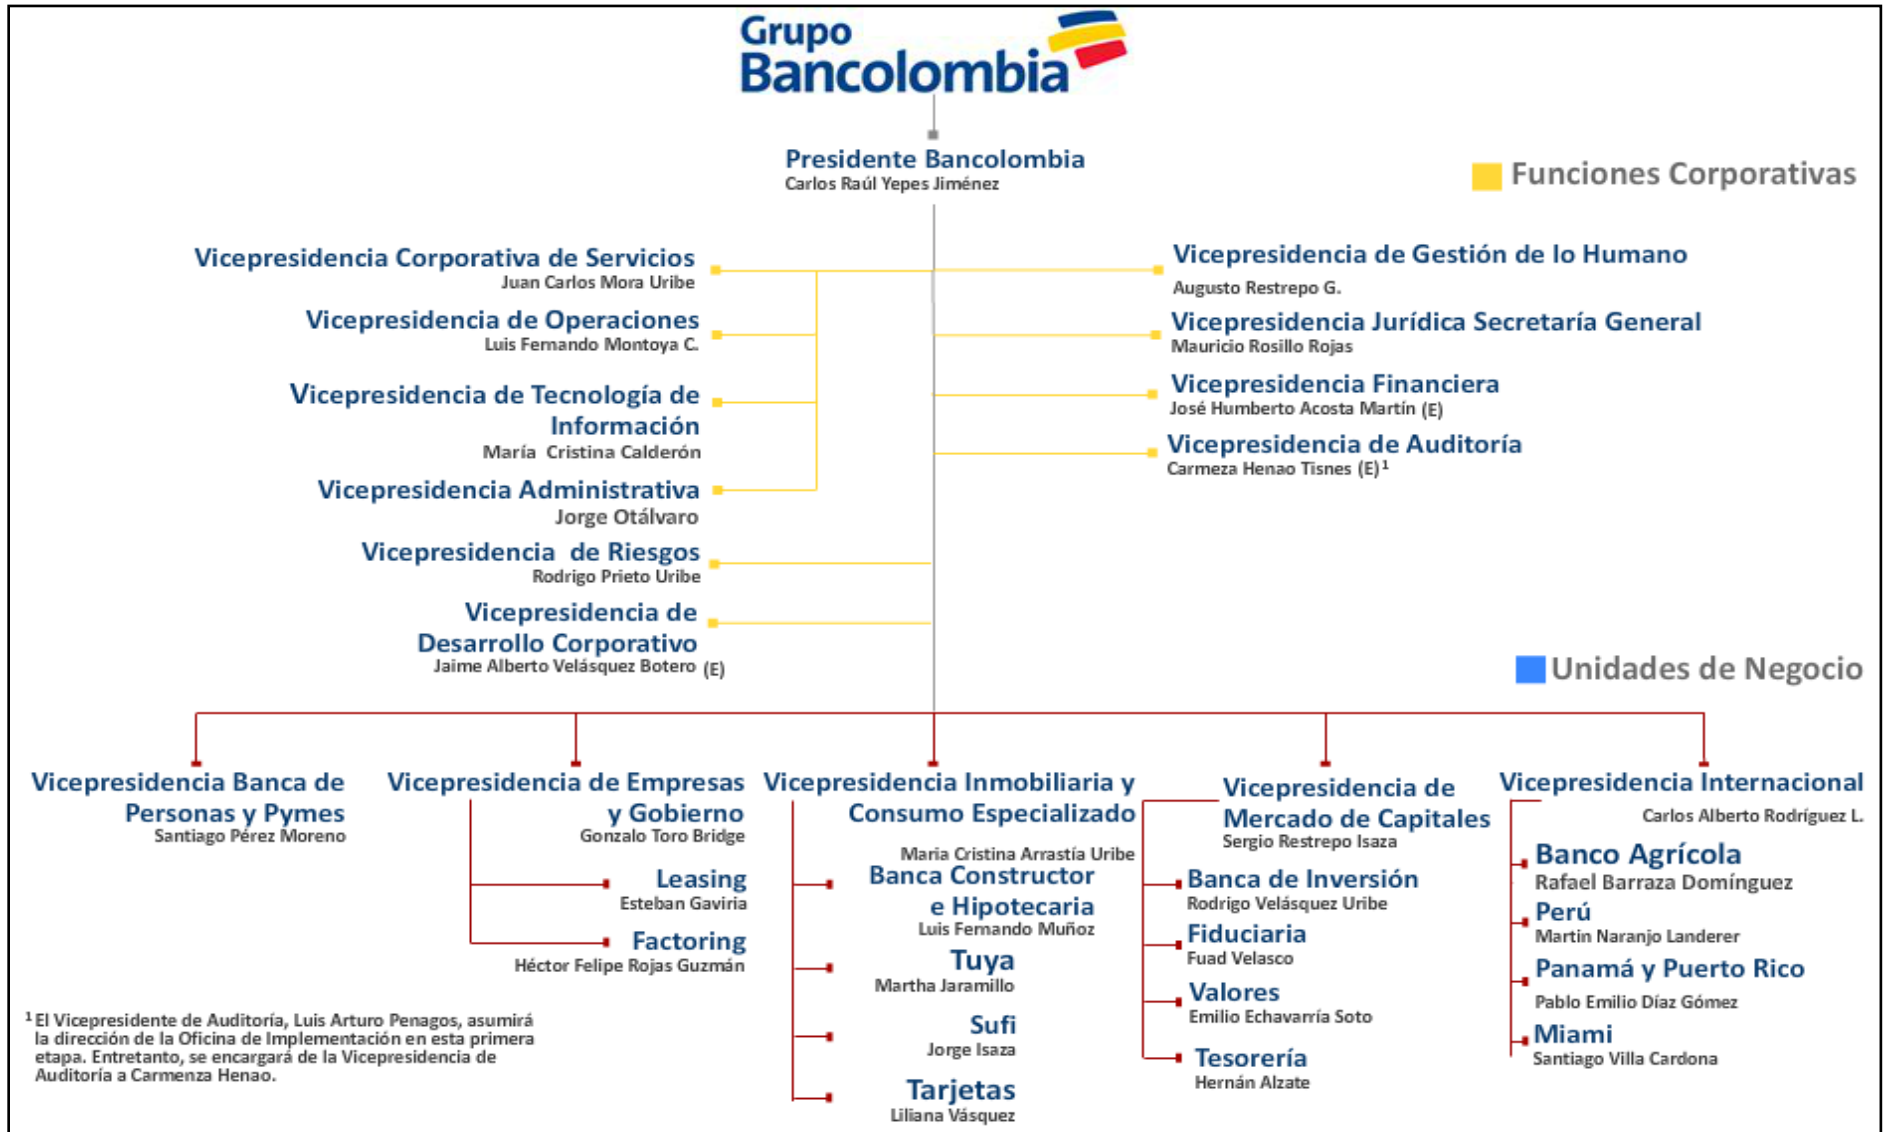 Grupo
Bancolombia
Presidente Bancolombia
Carlos Raúl Yepes Jiménez
Funciones Corporativas
Vicepresidencia Corporativa de Servicios
Juan Carlos Mora Uribe
Vicepresidencia de Operaciones
Luis Fernando Montoya C.
Vicepresidencia de Tecnología de
Información
María Cristina Calderón
Vicepresidencia Administrativa
Jorge Otálvaro
Vicepresidencia de Riesgos
Rodrigo Prieto Uribe
Vicepresidencia de
Desarrollo Corporativo
Jaime Alberto Velásquez Botero (E)
Vicepresidencia de Gestión de lo Humano
Augusto Restrepo G.
Vicepresidencia Jurídica Secretaría General
Mauricio Rosillo Rojas
Vicepresidencia Financiera
José Humberto Acosta Martín (E)
Vicepresidencia de Auditoría
Carmeza Henao Tisnes (E)¹
Unidades de Negocio
Vicepresidencia Banca de
Personas y Pymes
Santiago Pérez Moreno
Vicepresidencia de Empresas
y Gobierno
Gonzalo Toro Bridge
Leasing
Esteban Gaviria
Factoring
Héctor Felipe Rojas Guzmán
Vicepresidencia Inmobiliaria y
Consumo Especializado
Maria Cristina Arrastía Uribe
Banca Constructor
e Hipotecaria
Luis Fernando Muñoz
Tuya
Martha Jaramillo
Sufi
Jorge Isaza
Tarjetas
Liliana Vásquez
Vicepresidencia de
Mercado de Capitales
Sergio Restrepo Isaza
Banca de Inversión
Rodrigo Velásquez Uribe
Fiduciaria
Fuad Velasco
Valores
Emilio Echavarría Soto
Tesorería
Hernán Alzate
Vicepresidencia Internacional
Carlos Alberto Rodríguez L.
Banco Agrícola
Rafael Barraza Domínguez
Perú
Martin Naranjo Landerer
Panamá y Puerto Rico
Pablo Emilio Díaz Gómez
Miami
Santiago Villa Cardona
¹ El Vicepresidente de Auditoría, Luis Arturo Penagos, asumirá
la dirección de la Oficina de Implementación en esta primera
etapa. Entretanto, se encargará de la Vicepresidencia de
Auditoría a Carmenza Henao.